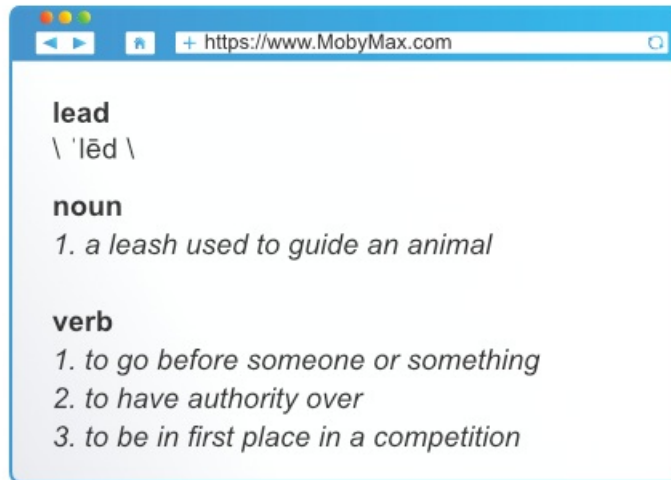 https://www.MobyMax.com
lead
\ ˈlēd \
noun
1. a leash used to guide an animal
verb
1. to go before someone or something
2. to have authority over
3. to be in first place in a competition